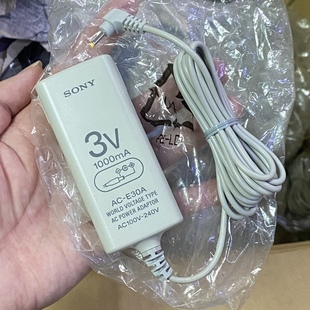 SONY
3V
1000mA
AC-E30A
WORLD VOLTAGE TYPE
AC POWER ADAPTOR
AC100V-240V